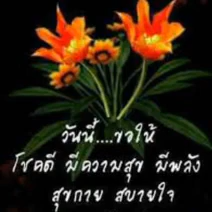 วันนี้....ขอให้
โชคดี มีความสุข มีพลัง
สุขกาย สบายใจ